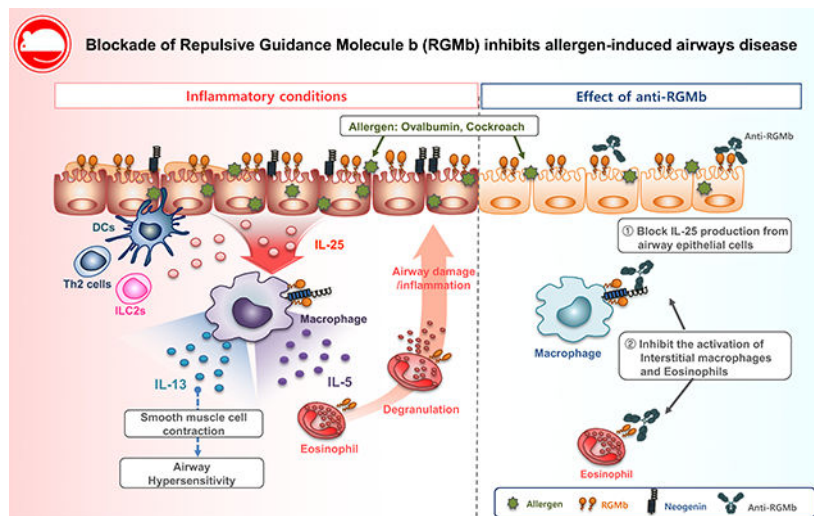 Blockade of Repulsive Guidance Molecule b (RGMb) inhibits allergen-induced airways disease
Inflammatory conditions
Effect of anti-RGMb
Allergen: Ovalbumin, Cockroach
Anti-RGMb
DCs
Th2 cells
ILC2s
IL-25
Macrophage
IL-13
IL-5
Smooth muscle cell
contraction
Airway
Hypersensitivity
Eosinophil
Degranulation
Airway damage
/inflammation
① Block IL-25 production from
airway epithelial cells
Macrophage
② Inhibit the activation of
Interstitial macrophages
and Eosinophils
Eosinophil
Allergen
RGMb
Neogenin
Anti-RGMb